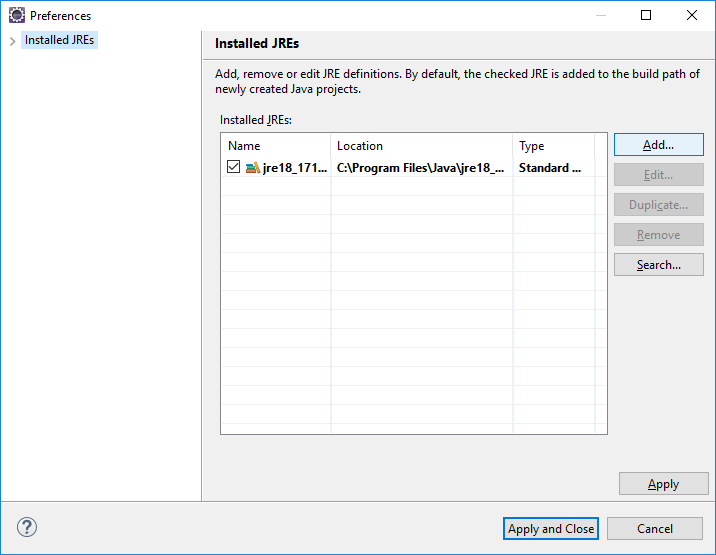 Preferences
Installed JREs
Installed JREs
Add, remove or edit JRE definitions. By default, the checked JRE is added to the build path of
newly created Java projects.
Installed JREs:
Name Location Type
jre18_171... C:\Program Files\Java\jre18_... Standard ...
Add...
Edit...
Duplicate...
Remove
Search...
Apply
?
Apply and Close Cancel